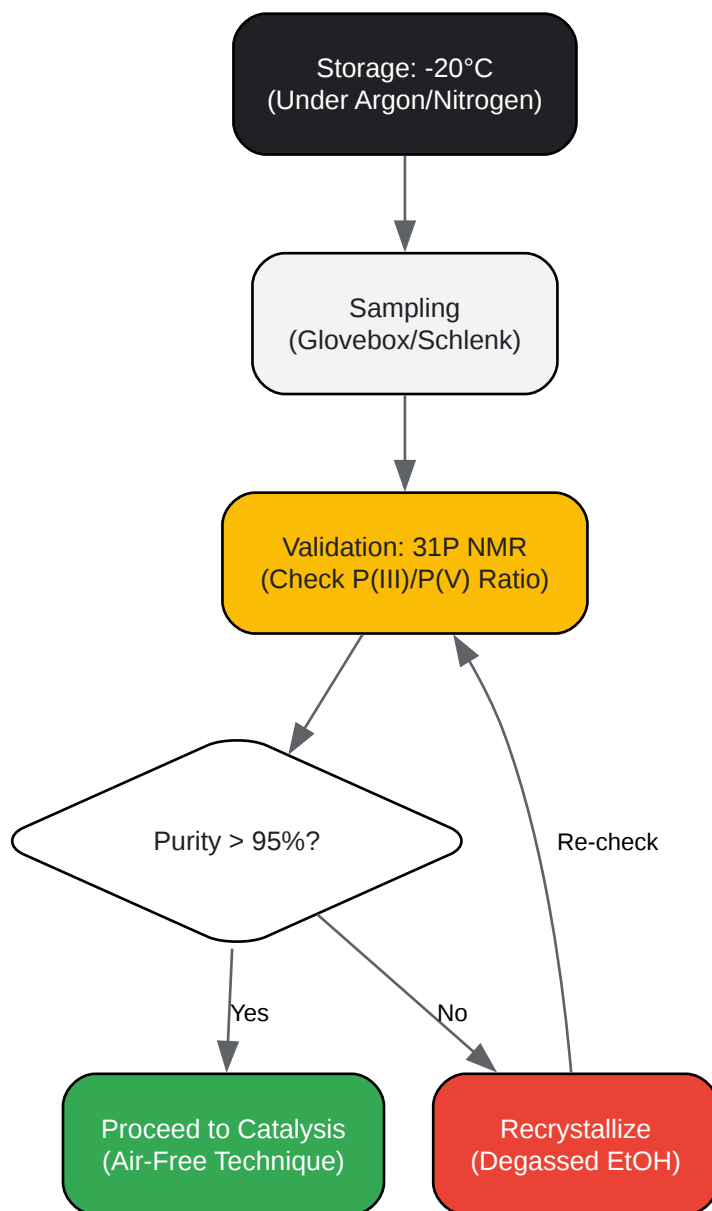 Storage: -20°C
(Under Argon/Nitrogen)
Sampling
(Glovebox/Schlenk)
Validation: 31P NMR
(Check P(III)/P(V) Ratio)
Purity > 95%?
Re-check
Yes
No
Proceed to Catalysis
(Air-Free Technique)
Recrystallize
(Degassed EtOH)